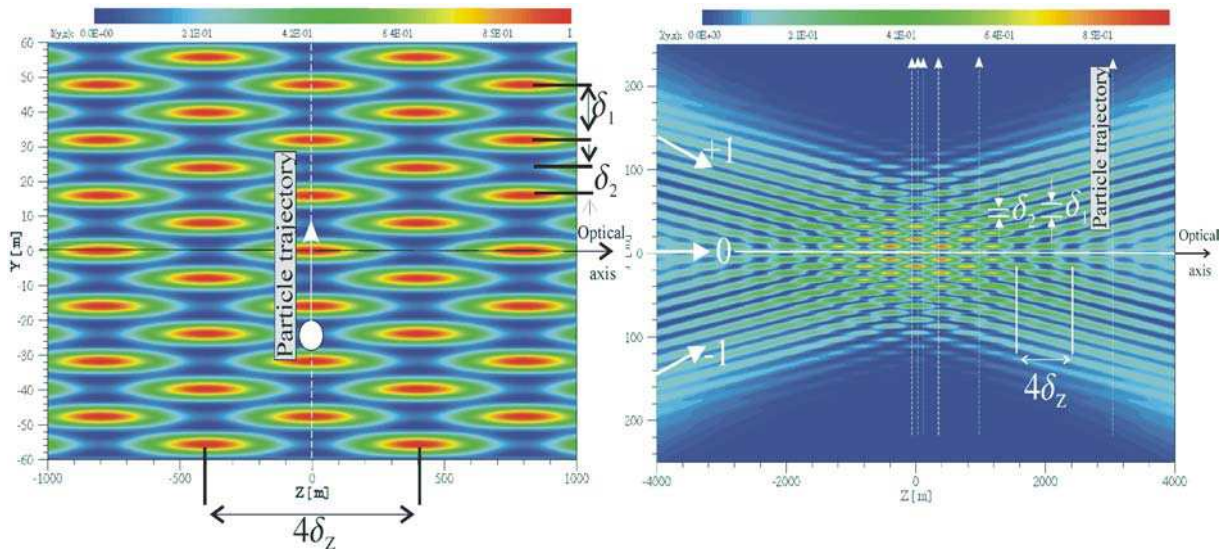 0.0E+00 2.1E-01 4.2E-01 6.4E-01 8.5E-01 1
60
50
40
30
20
10
0
-10
-20
-30
-40
-50
-60
Y [m]
Particle trajectory
δ₁
δ₂
Optical
axis
-1000 -500 0 500 1000
Z [m]
4δ_z
0.0E+00 2.1E-01 4.2E-01 6.4E-01 8.5E-01
200
100
0
100
200
+1
0
-1
Particle trajectory
δ₂ δ₁
Optical
axis
4δ_z
-4000 -2000 0 2000 4000
Z [m]